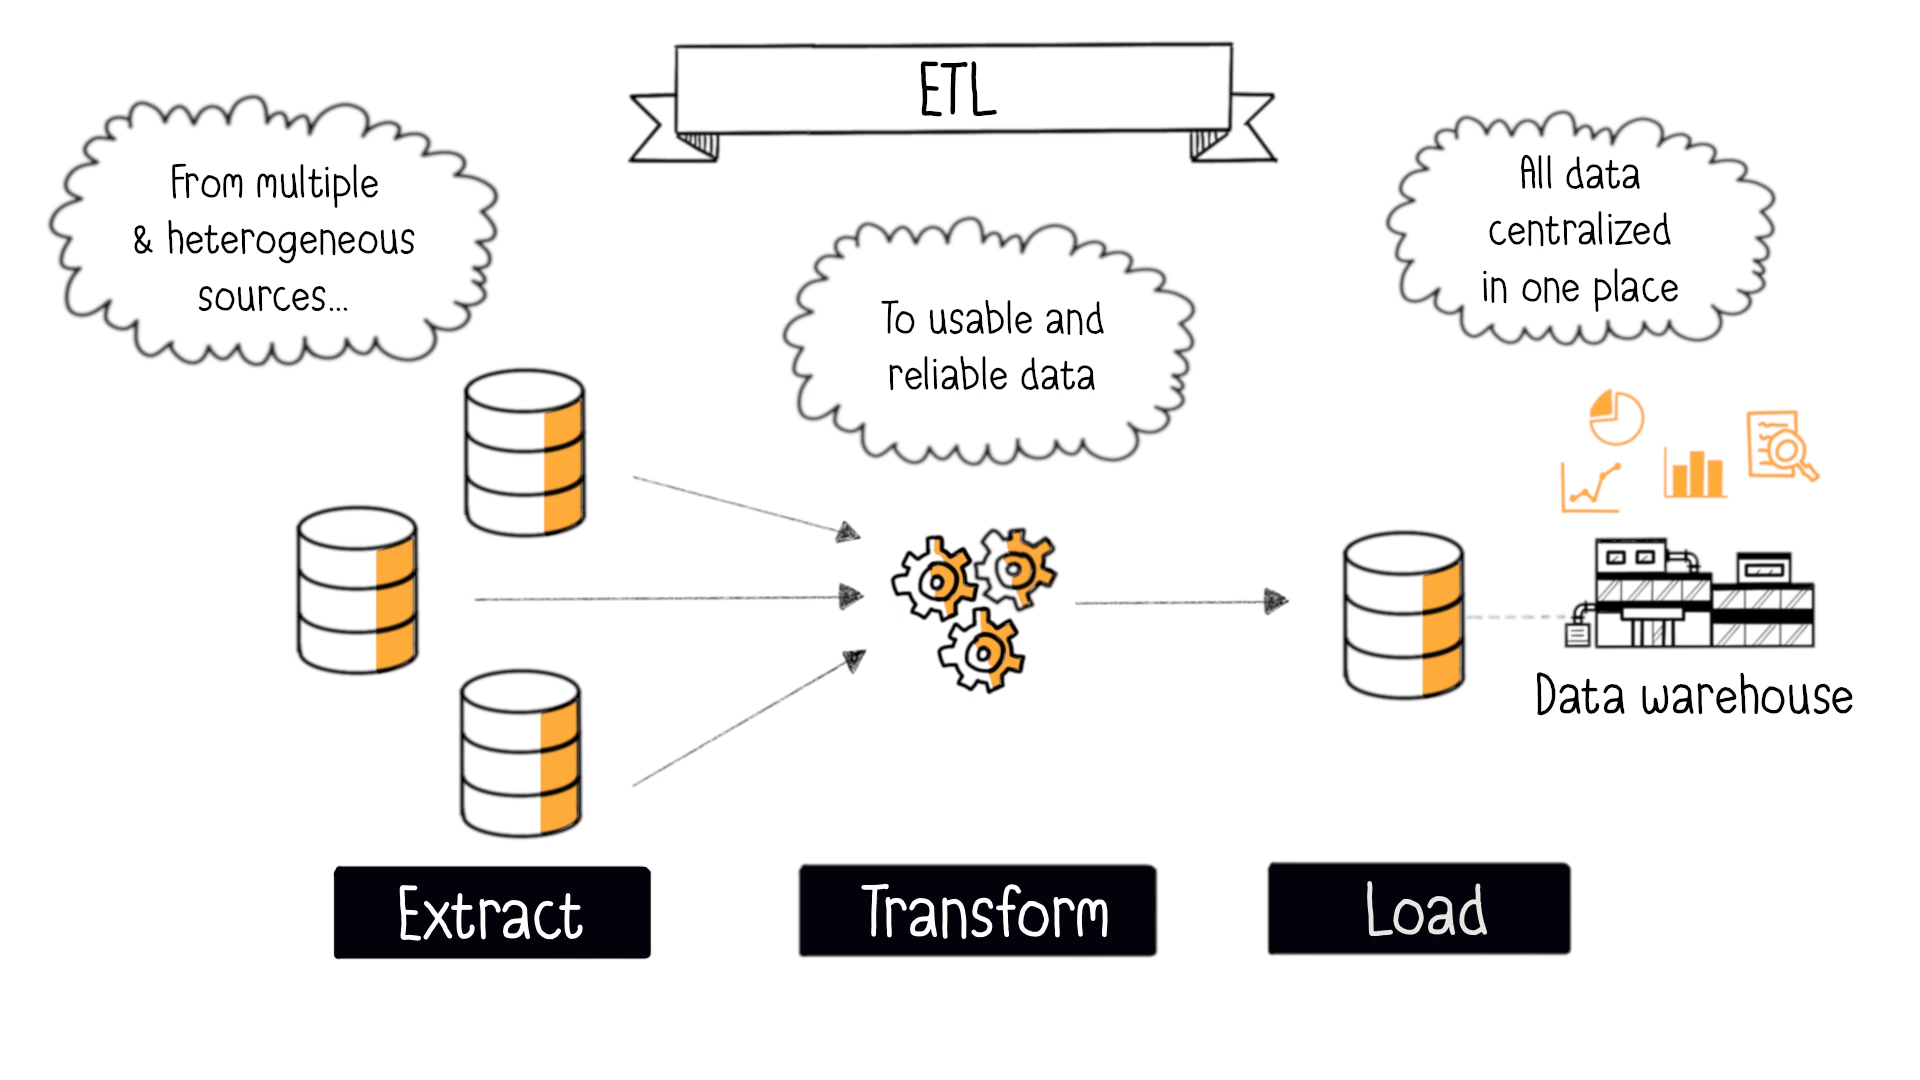 ETL
From multiple
& heterogeneous
sources...
To usable and
reliable data
All data
centralized
in one place
Data warehouse
Extract
Transform
Load